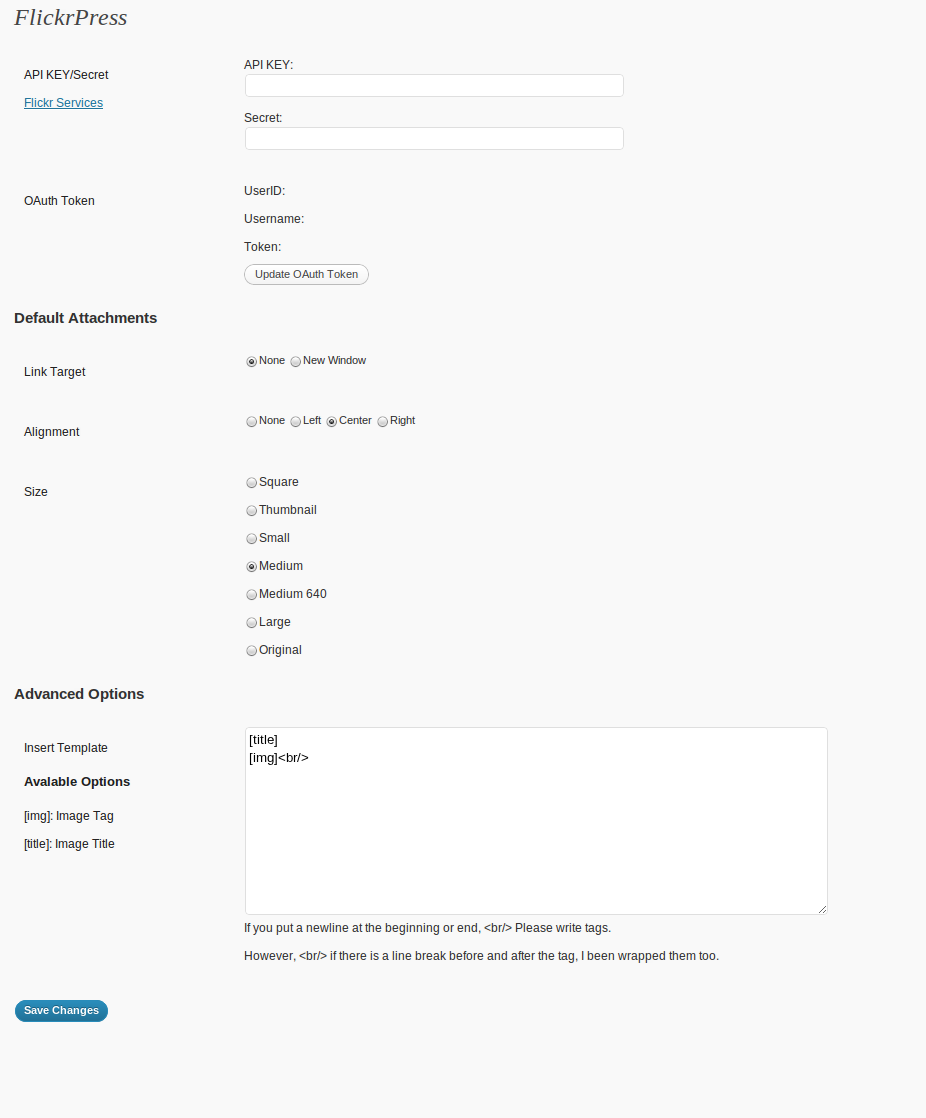 FlickrPress
API KEY/Secret
API KEY:
Flickr Services
Secret:
OAuth Token
UserID:
Username:
Token:
Update OAuth Token
Default Attachments
Link Target
None New Window
Alignment
None Left Center Right
Size
Square
Thumbnail
Small
Medium
Medium 640
Large
Original
Advanced Options
Insert Template
[title]
[img]<br/>
Avalable Options
[img]: Image Tag
[title]: Image Title
If you put a newline at the beginning or end, <br/> Please write tags.
However, <br/> if there is a line break before and after the tag, I been wrapped them too.
Save Changes